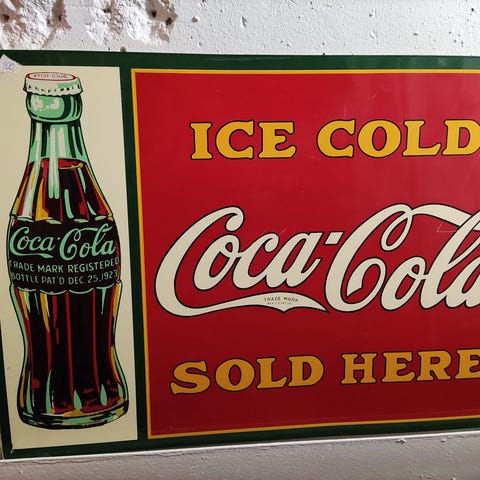 Coca-Cola
TRADE MARK REGISTERED
BOTTLE PAT'D DEC. 25, 1923
ICE COLD
Coca-Cola
TRADE MARK
SOLD HERE